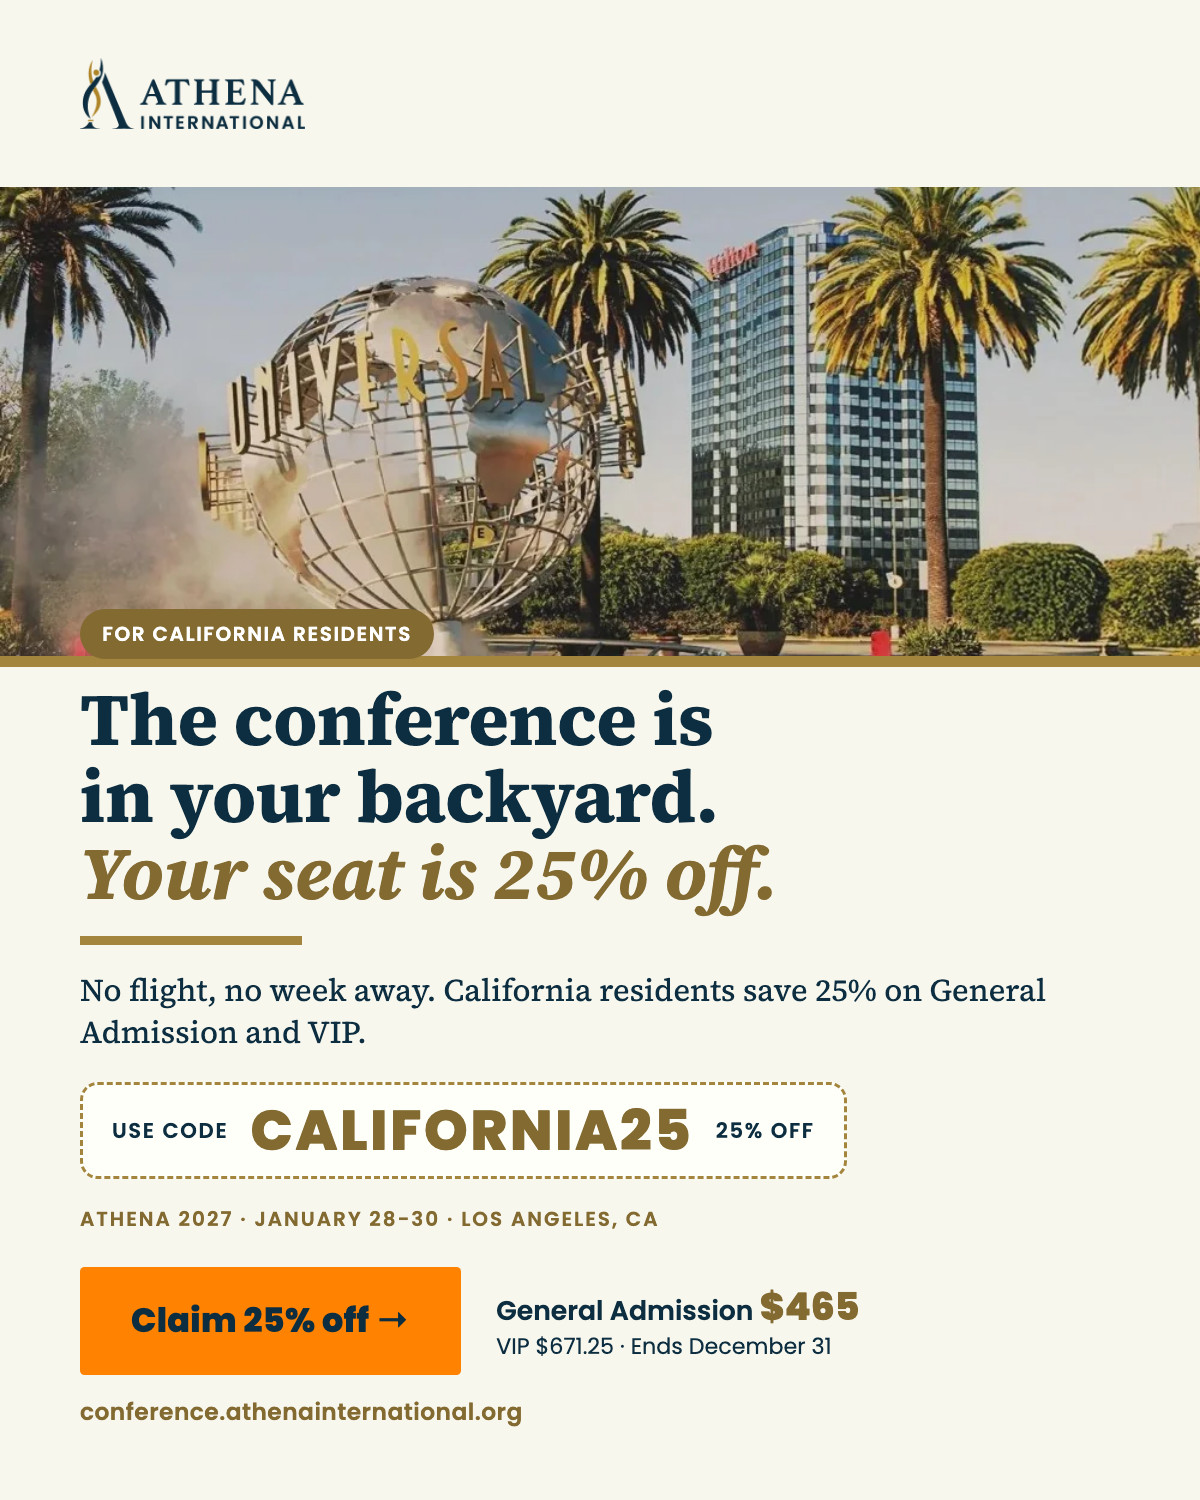 ATHENA
INTERNATIONAL
Hilton
UNIVERSAL
E
FOR CALIFORNIA RESIDENTS
The conference is
in your backyard.
Your seat is 25% off.
No flight, no week away. California residents save 25% on General
Admission and VIP.
USE CODE CALIFORNIA25 25% OFF
ATHENA 2027 · JANUARY 28–30 · LOS ANGELES, CA
Claim 25% off →
General Admission $465
VIP $671.25 · Ends December 31
conference.athenainternational.org